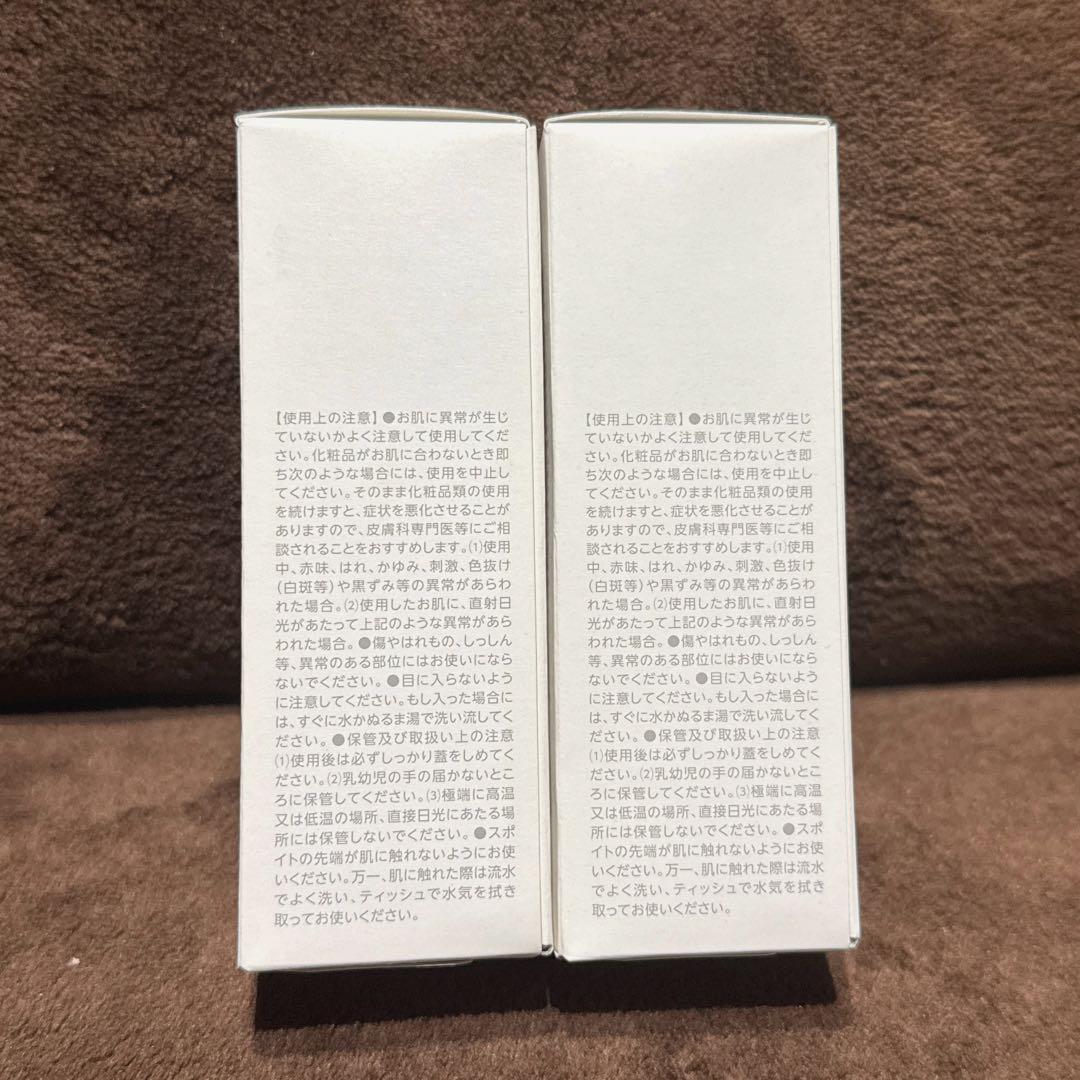 【使用上の注意】●お肌に異常が生じ
ていないかよく注意して使用してくだ
さい。化粧品がお肌に合わないとき即
ち次のような場合には、使用を中止し
てください。そのまま化粧品類の使用
を続けますと、症状を悪化させることが
ありますので、皮膚科専門医等にご相
談されることをおすすめします。⑴使用
中、赤味、はれ、かゆみ、刺激、色抜け
(白斑等)や黒ずみ等の異常があらわ
れた場合。⑵使用したお肌に、直射日
光があたって上記のような異常があら
われた場合。●傷やはれもの、しっしん
等、異常のある部位にはお使いになら
ないでください。●目に入らないよう
に注意してください。もし入った場合に
は、すぐに水かぬるま湯で洗い流してく
ださい。●保管及び取扱い上の注意
⑴使用後は必ずしっかり蓋をしめてく
ださい。⑵乳幼児の手の届かないとこ
ろに保管してください。⑶極端に高温
又は低温の場所、直接日光にあたる場
所には保管しないでください。●スポ
イトの先端が肌に触れないようにお使
いください。万一、肌に触れた際は流水
でよく洗い、ティッシュで水気を拭き
取ってお使いください。
【使用上の注意】●お肌に異常が生じ
ていないかよく注意して使用してくだ
さい。化粧品がお肌に合わないとき即
ち次のような場合には、使用を中止し
てください。そのまま化粧品類の使用
を続けますと、症状を悪化させることが
ありますので、皮膚科専門医等にご相
談されることをおすすめします。⑴使用
中、赤味、はれ、かゆみ、刺激、色抜け
(白斑等)や黒ずみ等の異常があらわ
れた場合。⑵使用したお肌に、直射日
光があたって上記のような異常があら
われた場合。●傷やはれもの、しっしん
等、異常のある部位にはお使いになら
ないでください。●目に入らないよう
に注意してください。もし入った場合に
は、すぐに水かぬるま湯で洗い流してく
ださい。●保管及び取扱い上の注意
⑴使用後は必ずしっかり蓋をしめてく
ださい。⑵乳幼児の手の届かないとこ
ろに保管してください。⑶極端に高温
又は低温の場所、直接日光にあたる場
所には保管しないでください。●スポ
イトの先端が肌に触れないようにお使
いください。万一、肌に触れた際は流水
でよく洗い、ティッシュで水気を拭き
取ってお使いください。